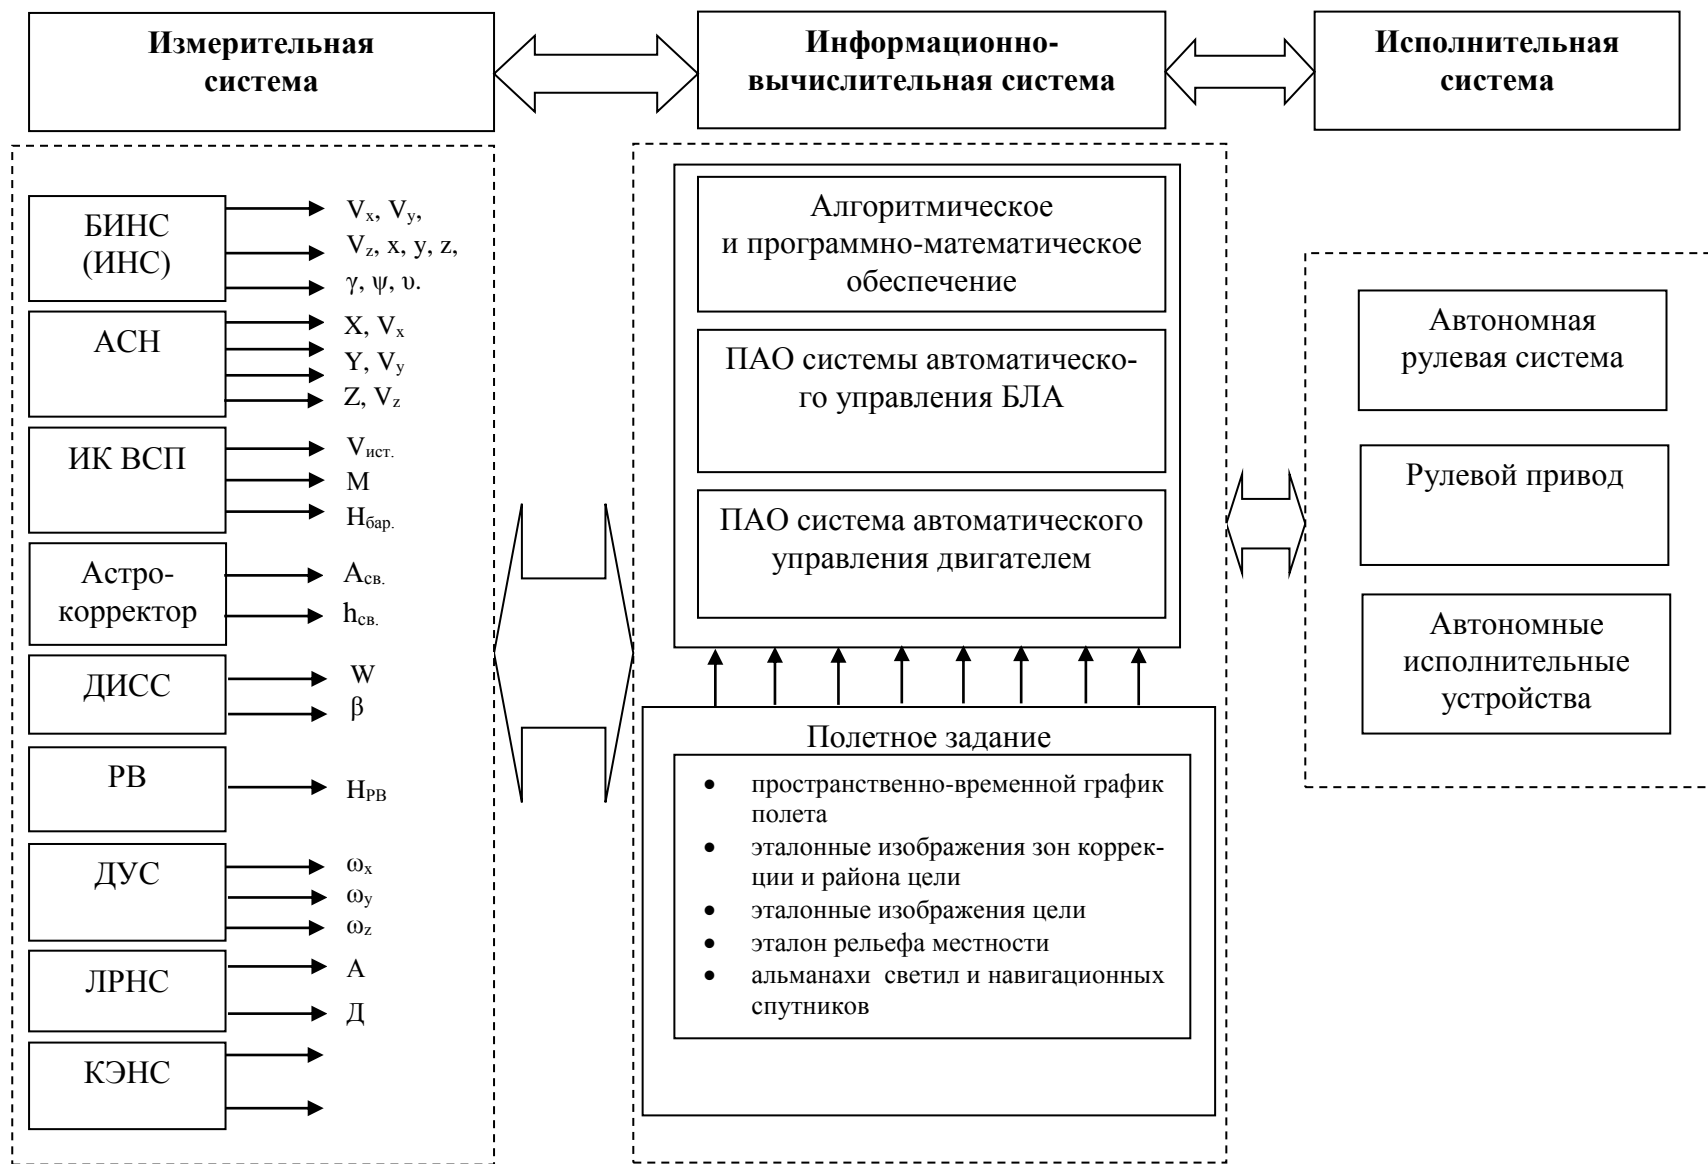 Измерительная
система
Информационно-
вычислительная система
Исполнительная
система
БИНС
(ИНС)
Vx, Vy,
Vz, x, y, z,
γ, ψ, υ.
АСН
X, Vx
Y, Vy
Z, Vz
ИК ВСП
Vист.
М
Нбар.
Астро-
корректор
Асв.
hсв.
ДИСС
W
β
РВ
НРВ
ДУС
ωx
ωy
ωz
ЛРНС
А
Д
КЭНС
Алгоритмическое
и программно-математическое
обеспечение
ПАО системы автоматическо-
го управления БЛА
ПАО система автоматического
управления двигателем
Полетное задание
• пространственно-временной график
полета
• эталонные изображения зон коррек-
ции и района цели
• эталонные изображения цели
• эталон рельефа местности
• альманахи светил и навигационных
спутников
Автономная
рулевая система
Рулевой привод
Автономные
исполнительные
устройства